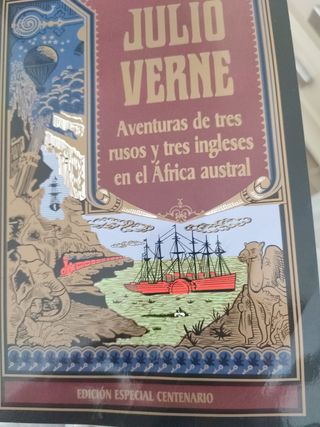 JULIO
VERNE
Aventuras de tres
rusos y tres ingleses
en el África austral
EDICIÓN ESPECIAL CENTENARIO